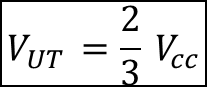 V_UT = 2/3 V_cc